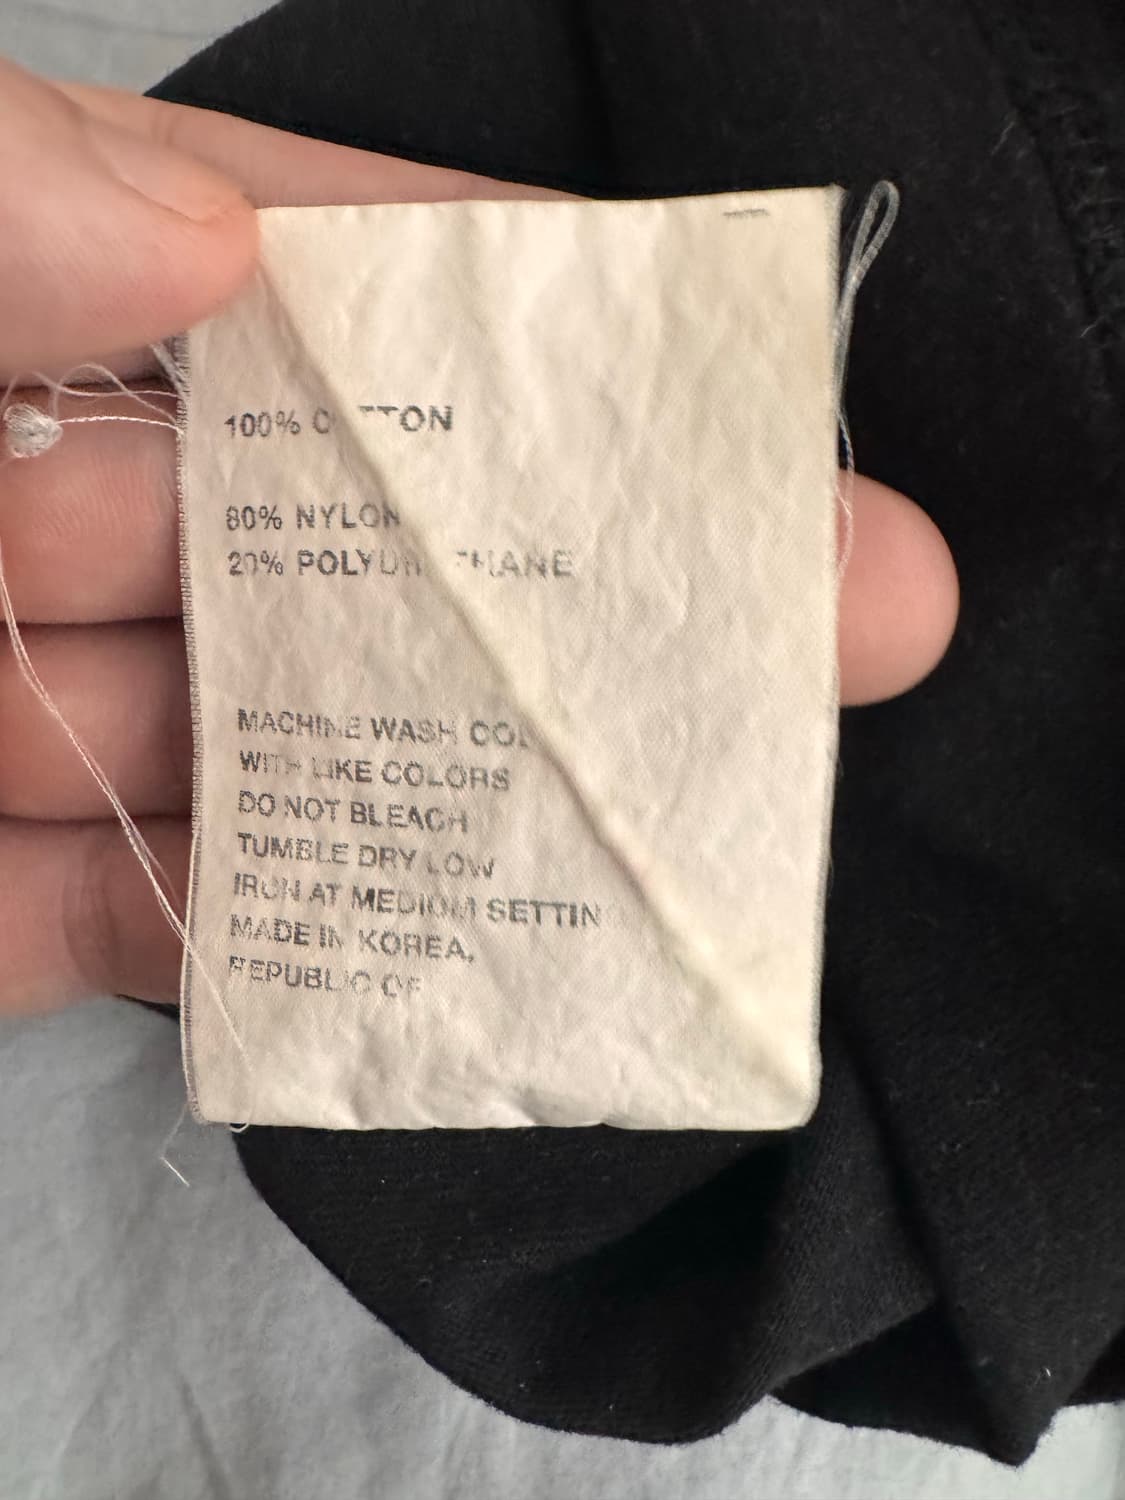 100% COTTON
80% NYLON
20% POLYURETHANE
MACHINE WASH COLD
WITH LIKE COLORS
DO NOT BLEACH
TUMBLE DRY LOW
IRON AT MEDIUM SETTING
MADE IN KOREA,
REPUBLIC OF